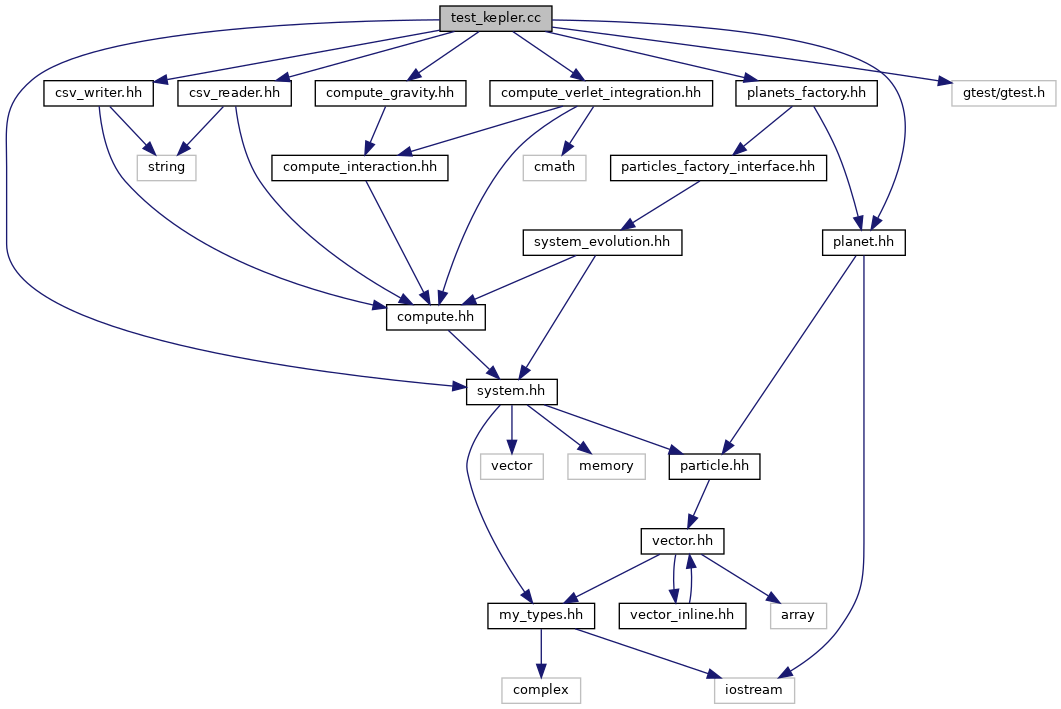 test_kepler.cc
csv_writer.hh
csv_reader.hh
compute_gravity.hh
compute_verlet_integration.hh
planets_factory.hh
gtest/gtest.h
string
compute_interaction.hh
cmath
particles_factory_interface.hh
system_evolution.hh
planet.hh
compute.hh
system.hh
vector
memory
particle.hh
vector.hh
my_types.hh
vector_inline.hh
array
complex
iostream